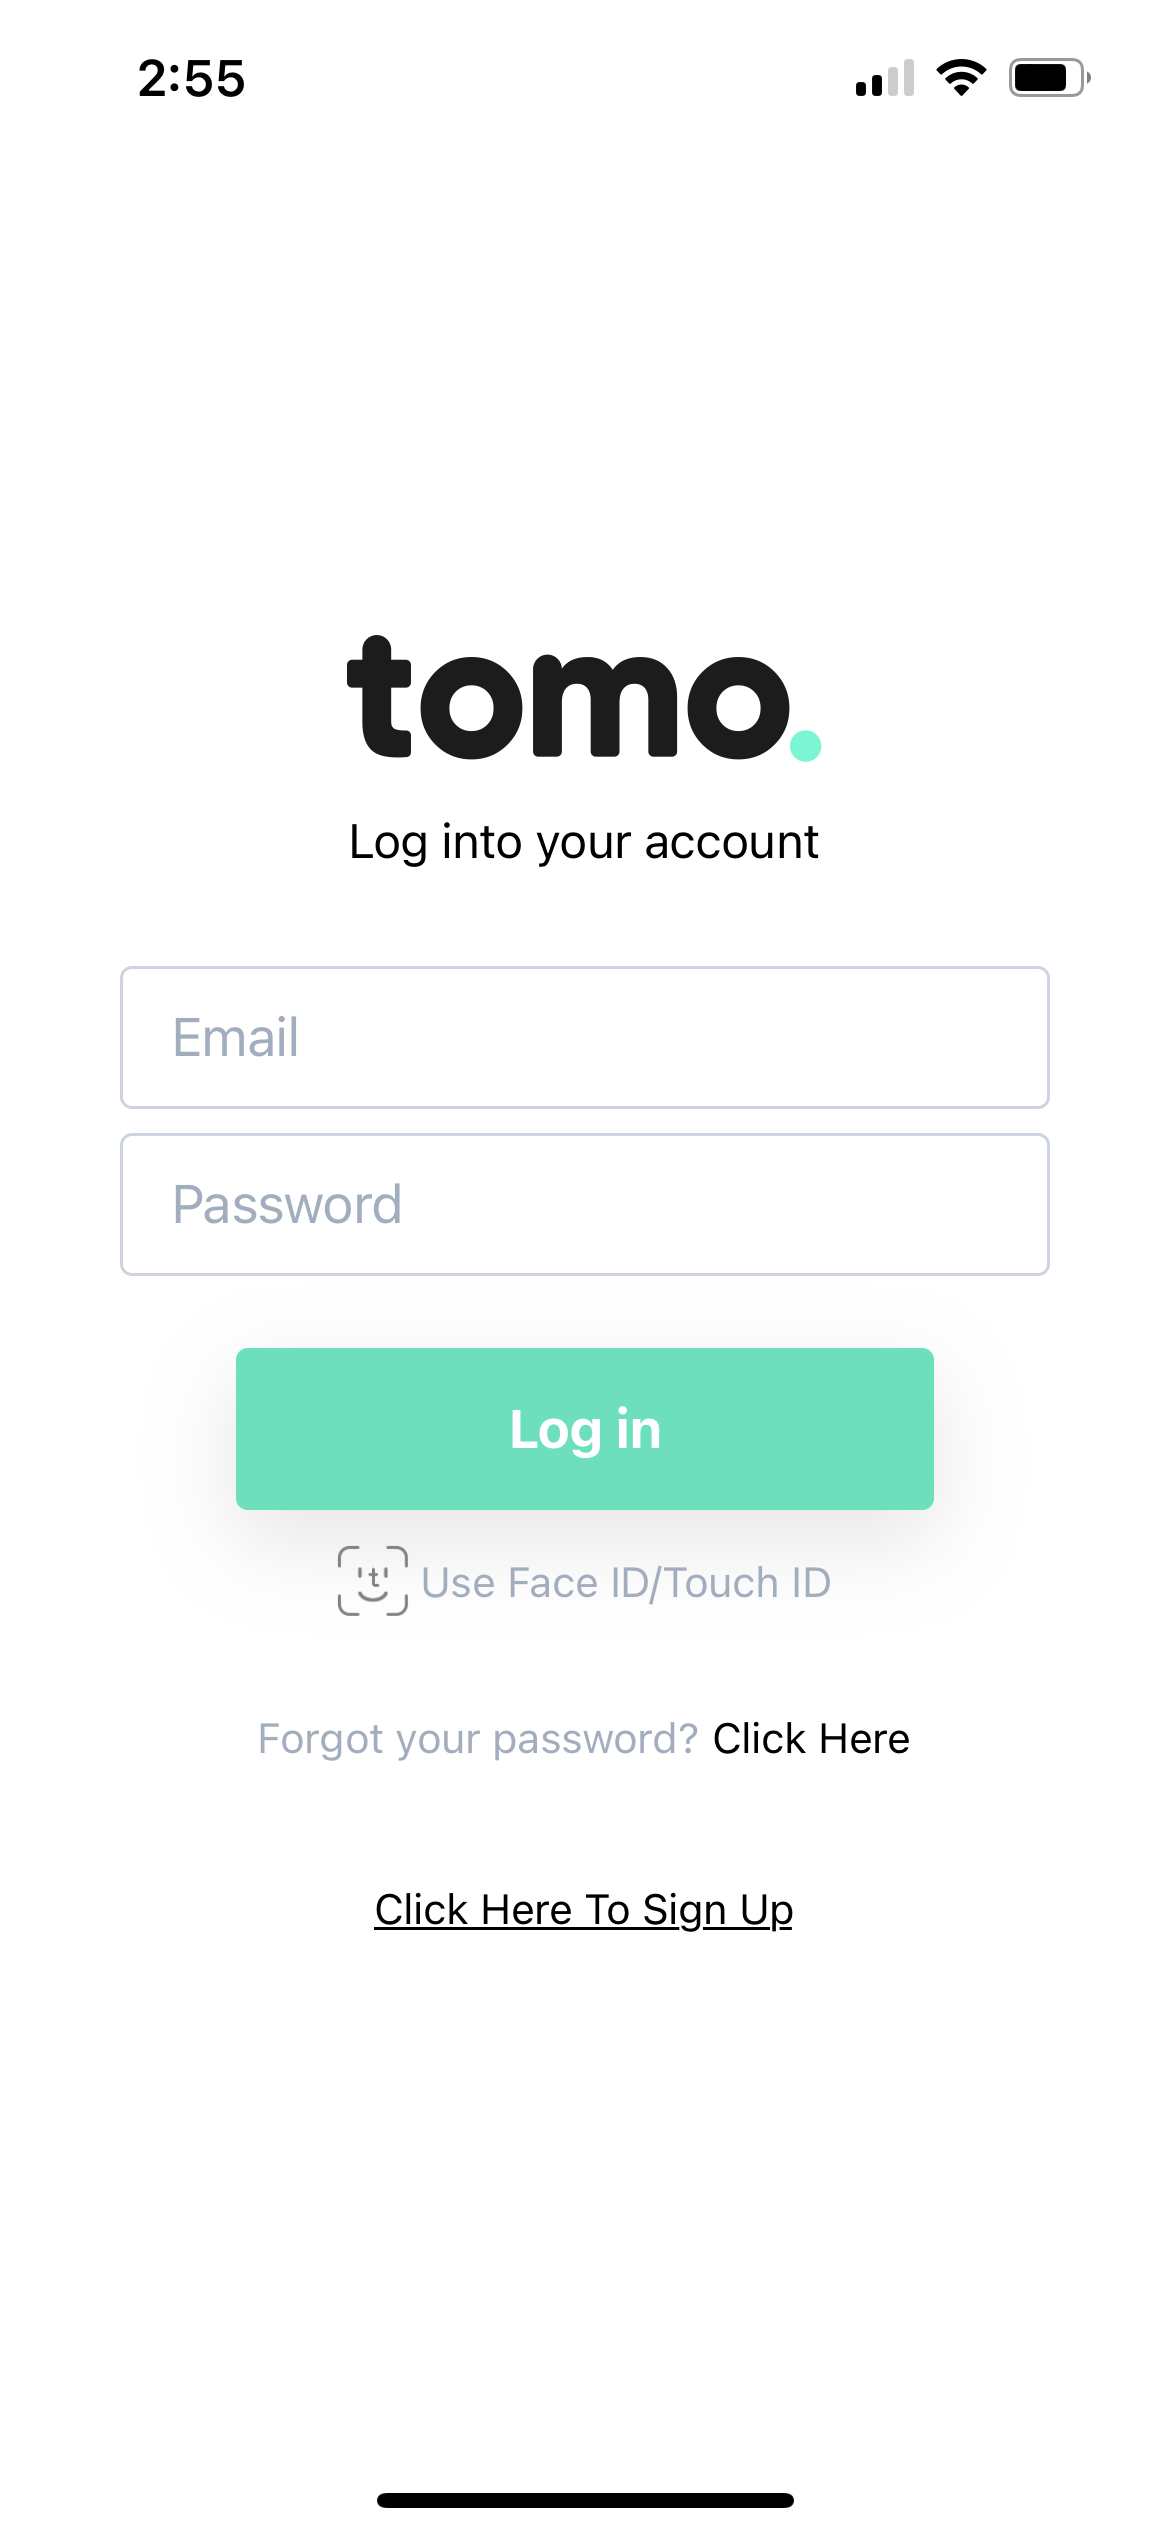 2:55
tomo.
Log into your account
Email
Password
Log in
Use Face ID/Touch ID
Forgot your password? Click Here
Click Here To Sign Up